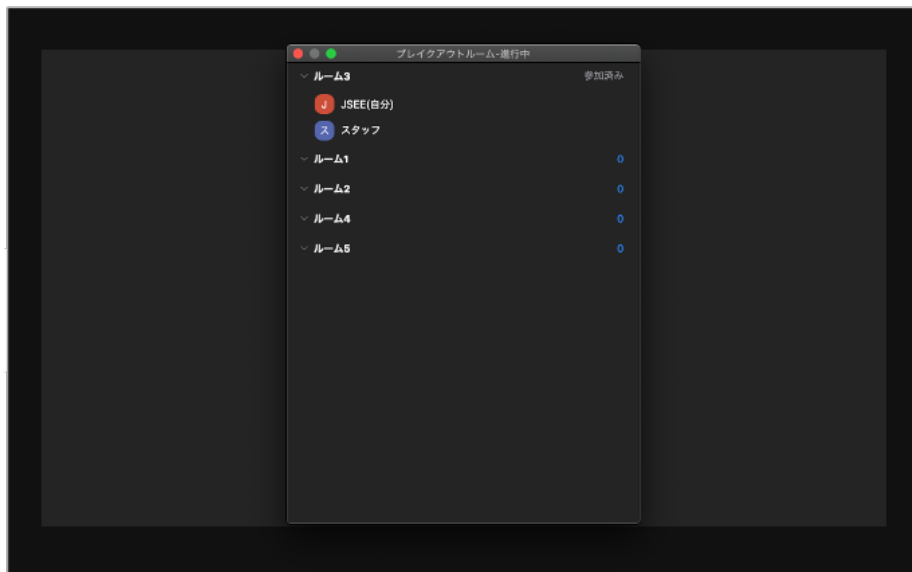 ブレイクアウトルーム-進行中
ルーム3 参加済み
J JSEE(自分)
ス スタッフ
ルーム1 0
ルーム2 0
ルーム4 0
ルーム5 0